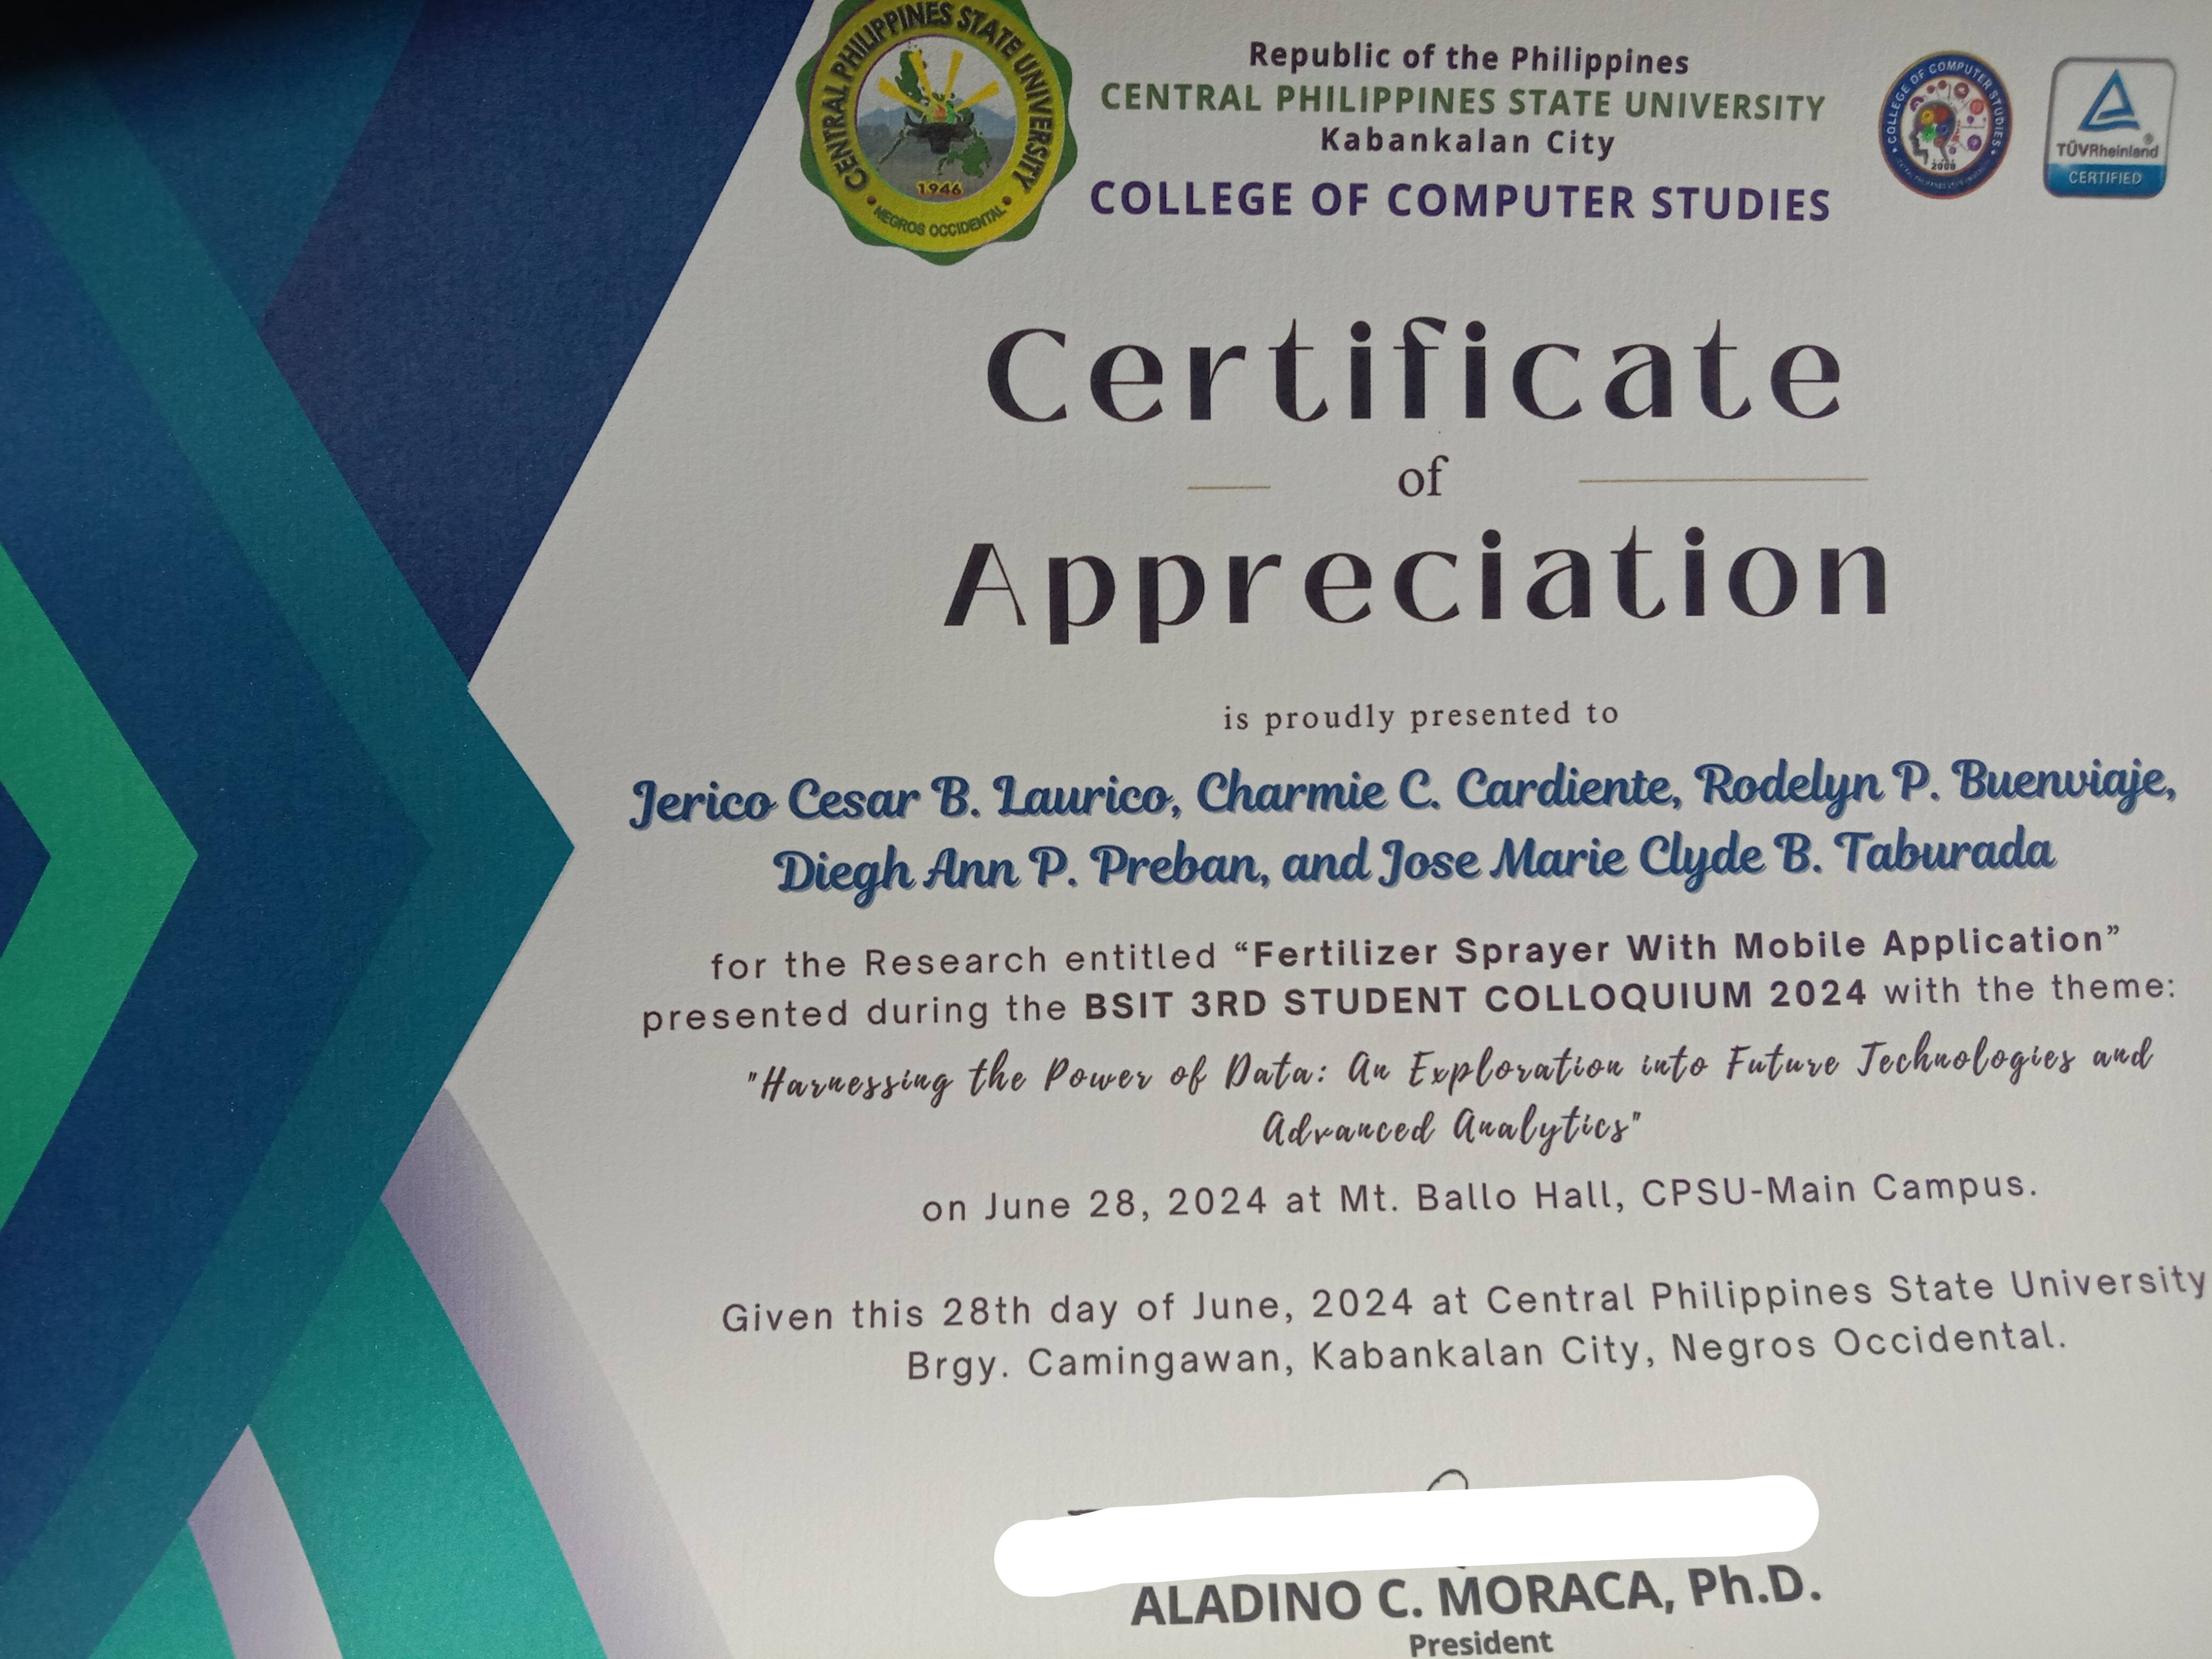 CENTRAL PHILIPPINES STATE UNIVERSITY
1946
NEGROS OCCIDENTAL
Republic of the Philippines
CENTRAL PHILIPPINES STATE UNIVERSITY
Kabankalan City
COLLEGE OF COMPUTER STUDIES
COLLEGE OF COMPUTER STUDIES
2009
TÜVRheinland®
CERTIFIED
Certificate
of
Appreciation
is proudly presented to
Jerico Cesar B. Laurico, Charmie C. Cardiente, Rodelyn P. Buenviaje,
Diegh Ann P. Preban, and Jose Marie Clyde B. Taburada
for the Research entitled “Fertilizer Sprayer With Mobile Application”
presented during the BSIT 3RD STUDENT COLLOQUIUM 2024 with the theme:
"Harnessing the Power of Data: An Exploration into Future Technologies and
Advanced Analytics"
on June 28, 2024 at Mt. Ballo Hall, CPSU-Main Campus.
Given this 28th day of June, 2024 at Central Philippines State University
Brgy. Camingawan, Kabankalan City, Negros Occidental.
ALADINO C. MORACA, Ph.D.
President